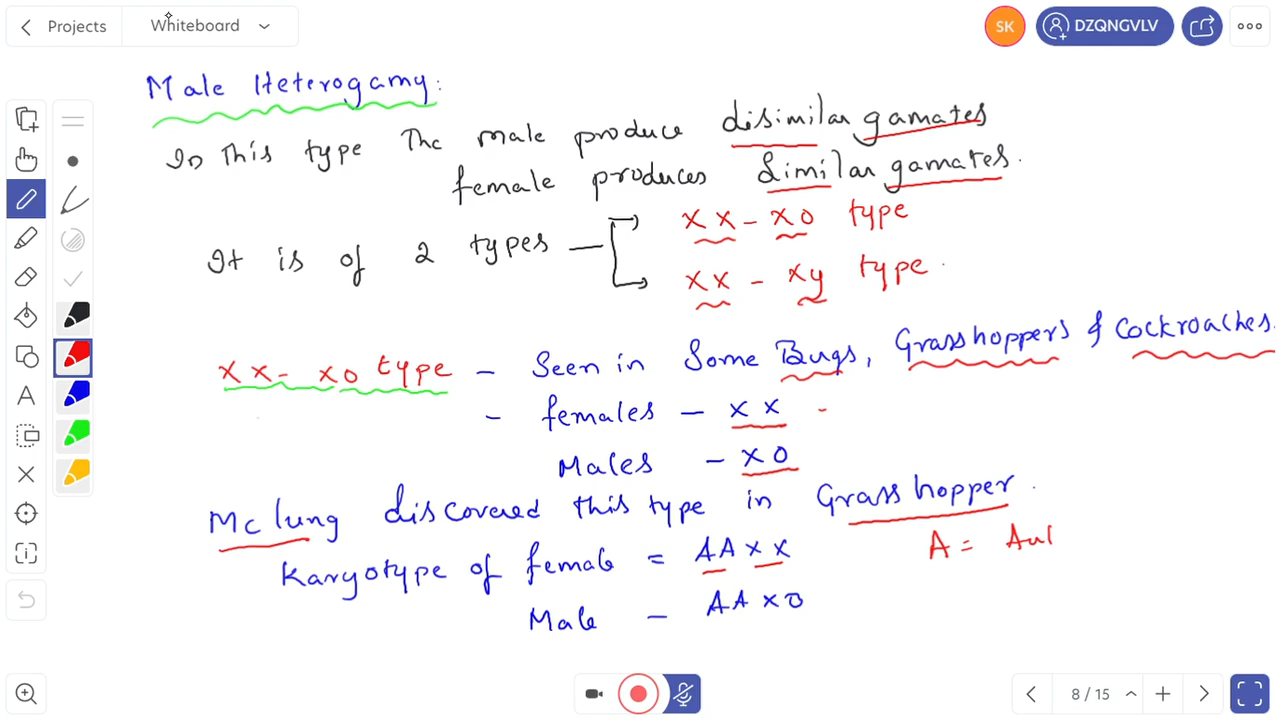 Projects
Whiteboard
SK
DZQNGVLV
Male Heterogamy:
In This type The male produce disimilar gamates
female produces similar gamates.
It is of 2 types —
xx - xo type
xx - xy type.
xx - xo type - Seen in Some Bugs, Grasshoppers & Cockroaches.
- females - xx -
Males - xo
Mc lung discovered this type in Grasshopper.
Karyotype of female = AAxx
A = Aul
Male - AAxo
8 / 15